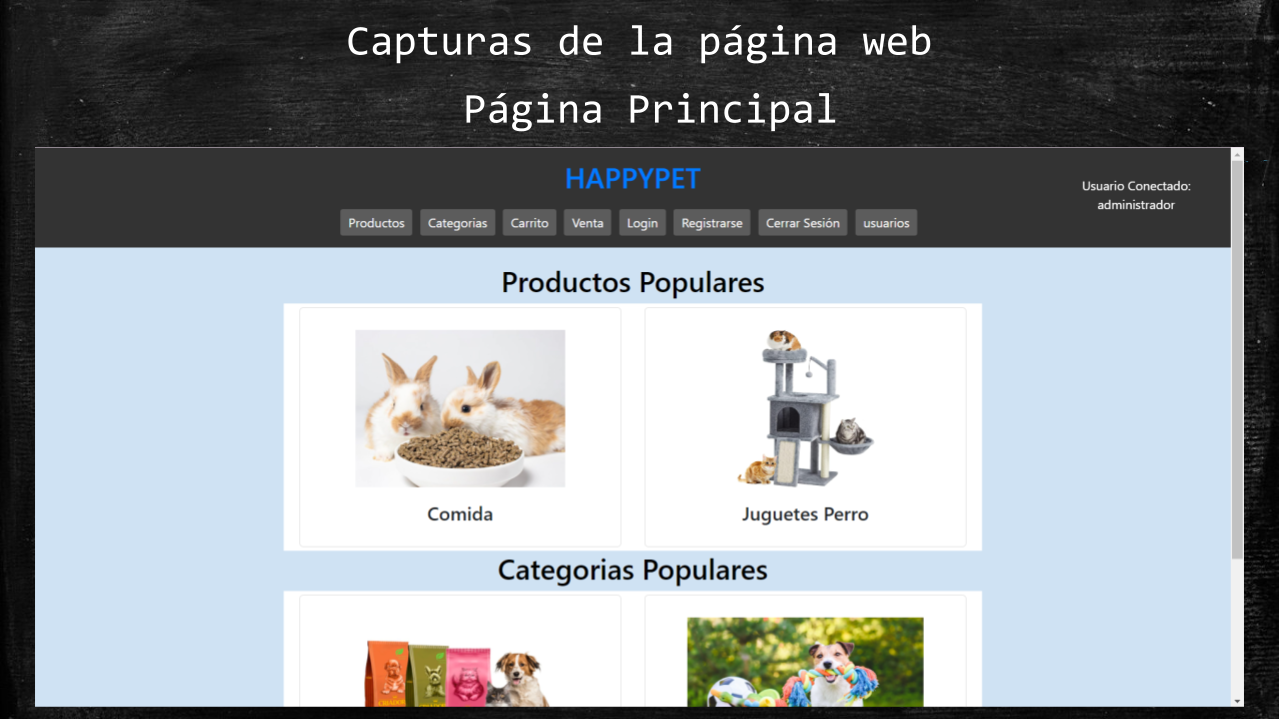 Capturas de la página web
Página Principal
HAPPYPET
Usuario Conectado:
administrador
Productos Categorias Carrito Venta Login Registrarse Cerrar Sesión usuarios
Productos Populares
Comida Juguetes Perro
Categorias Populares